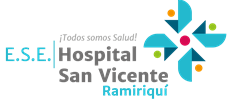 ¡Todos somos Salud!
E.S.E. Hospital
San Vicente
Ramiriquí